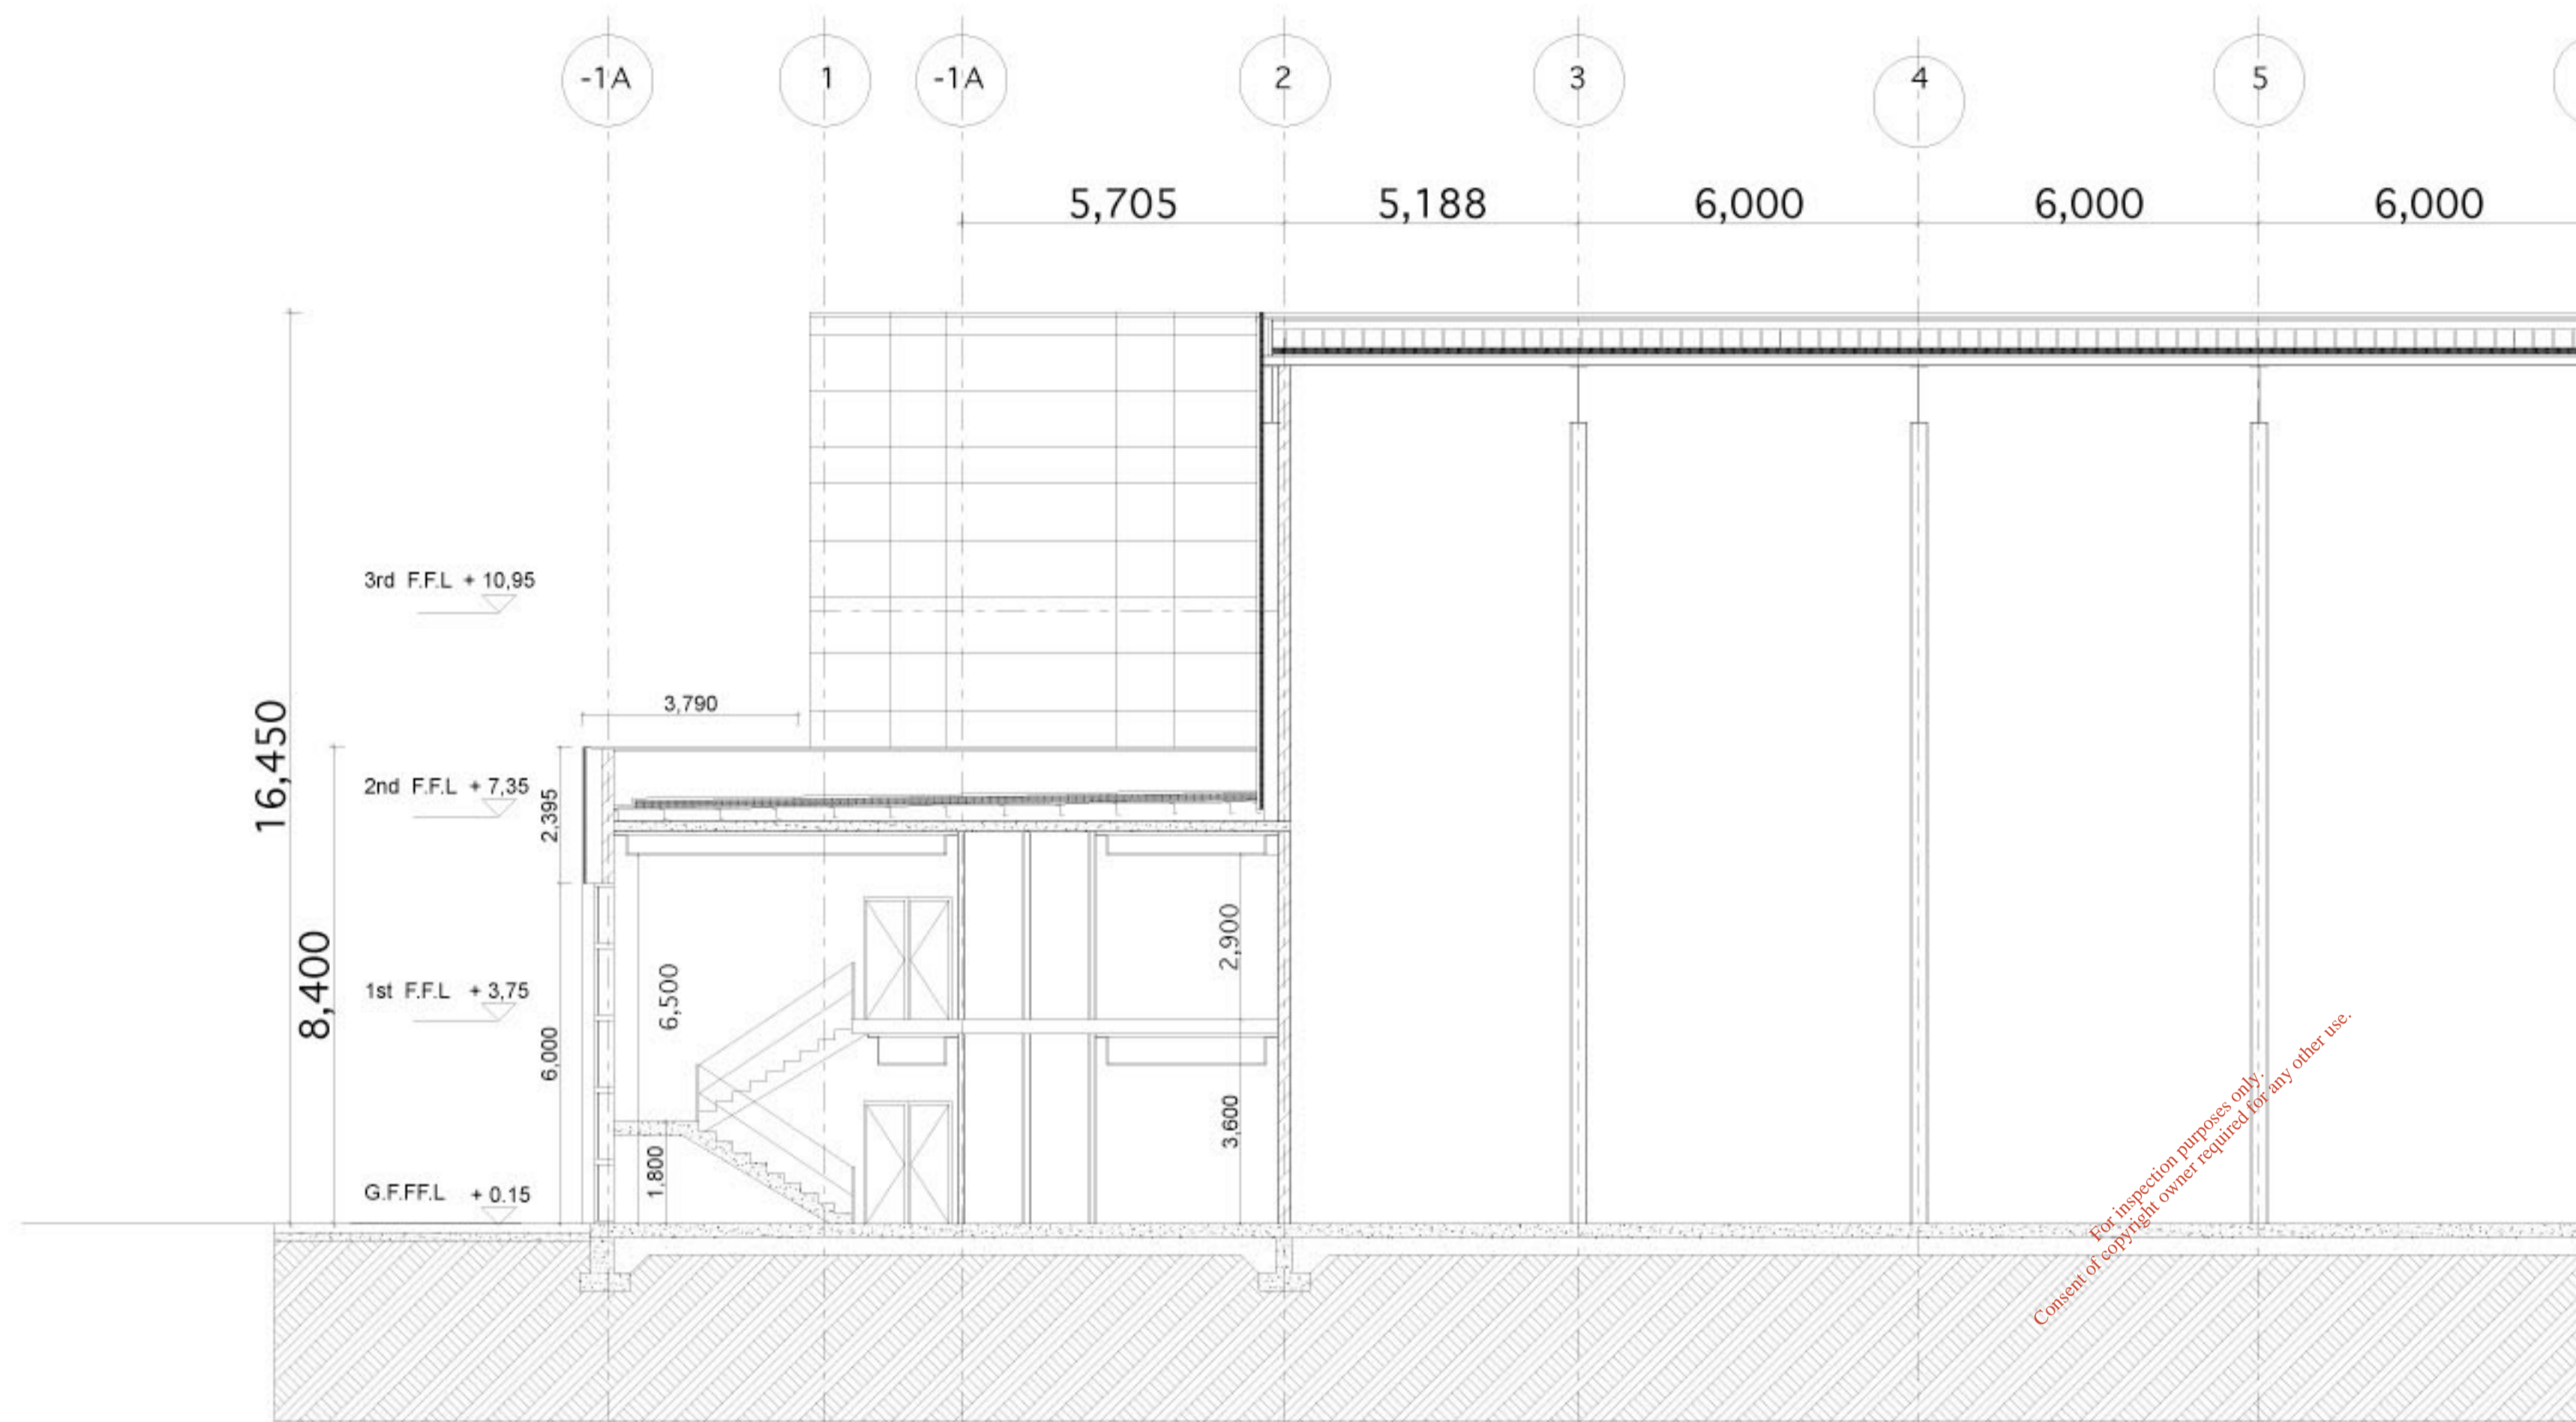 -1A
1
-1A
2
3
4
5
5,705
5,188
6,000
6,000
6,000
3rd F.F.L + 10,95
3,790
16,450
2nd F.F.L + 7,35
2,395
8,400
6,500
2,900
1st F.F.L + 3,75
6,000
3,600
1,800
G.F.FF.L + 0.15
For inspection purposes only.
Consent of copyright owner required for any other use.